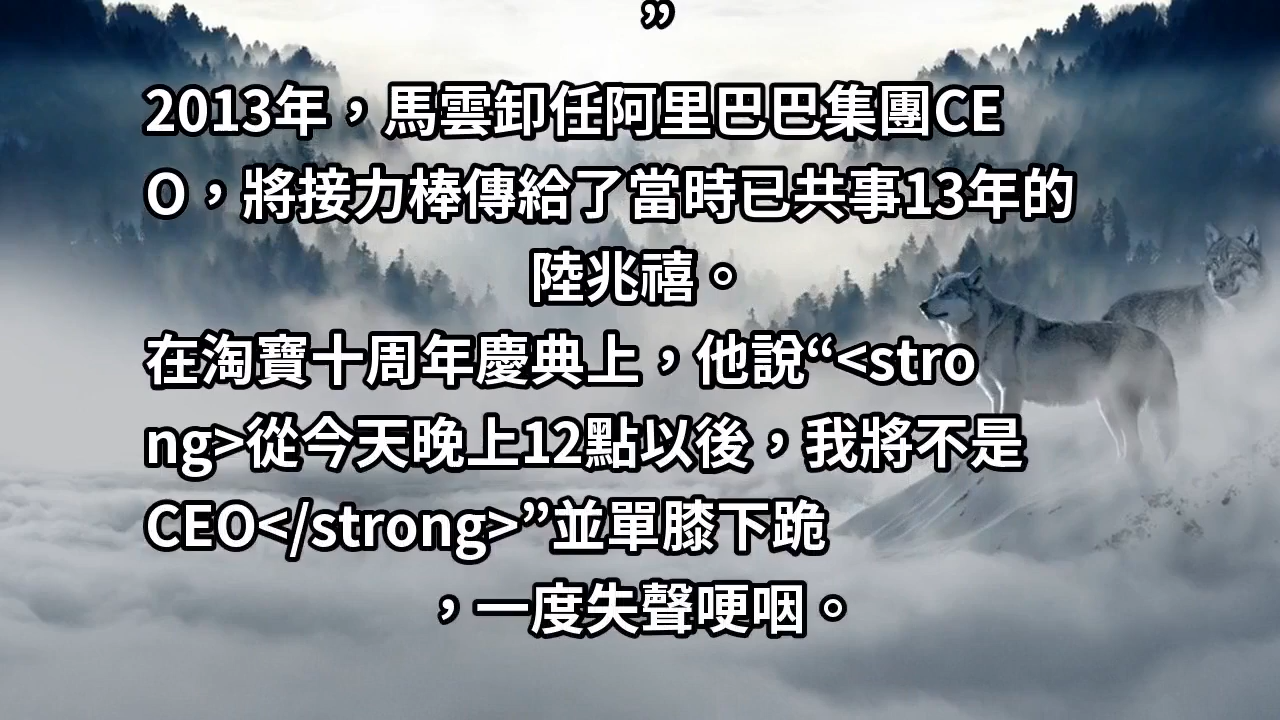 ”
2013年，馬雲卸任阿里巴巴集團CE
O，將接力棒傳給了當時已共事13年的
陸兆禧。
在淘寶十周年慶典上，他說“<stro
ng>從今天晚上12點以後，我將不是
CEO</strong>”並單膝下跪
，一度失聲哽咽。